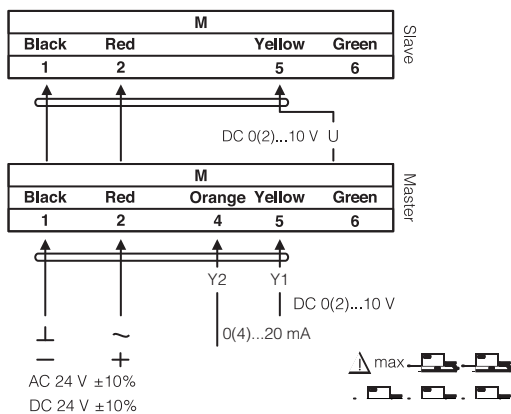 M
Black Red Yellow Green
1 2 5 6
Slave
DC 0(2)...10 V U
M
Black Red Orange Yellow Green
1 2 4 5 6
Master
Y2 Y1
DC 0(2)...10 V
⊥ ~ 0(4)...20 mA
− +
AC 24 V ±10%
DC 24 V ±10%
max